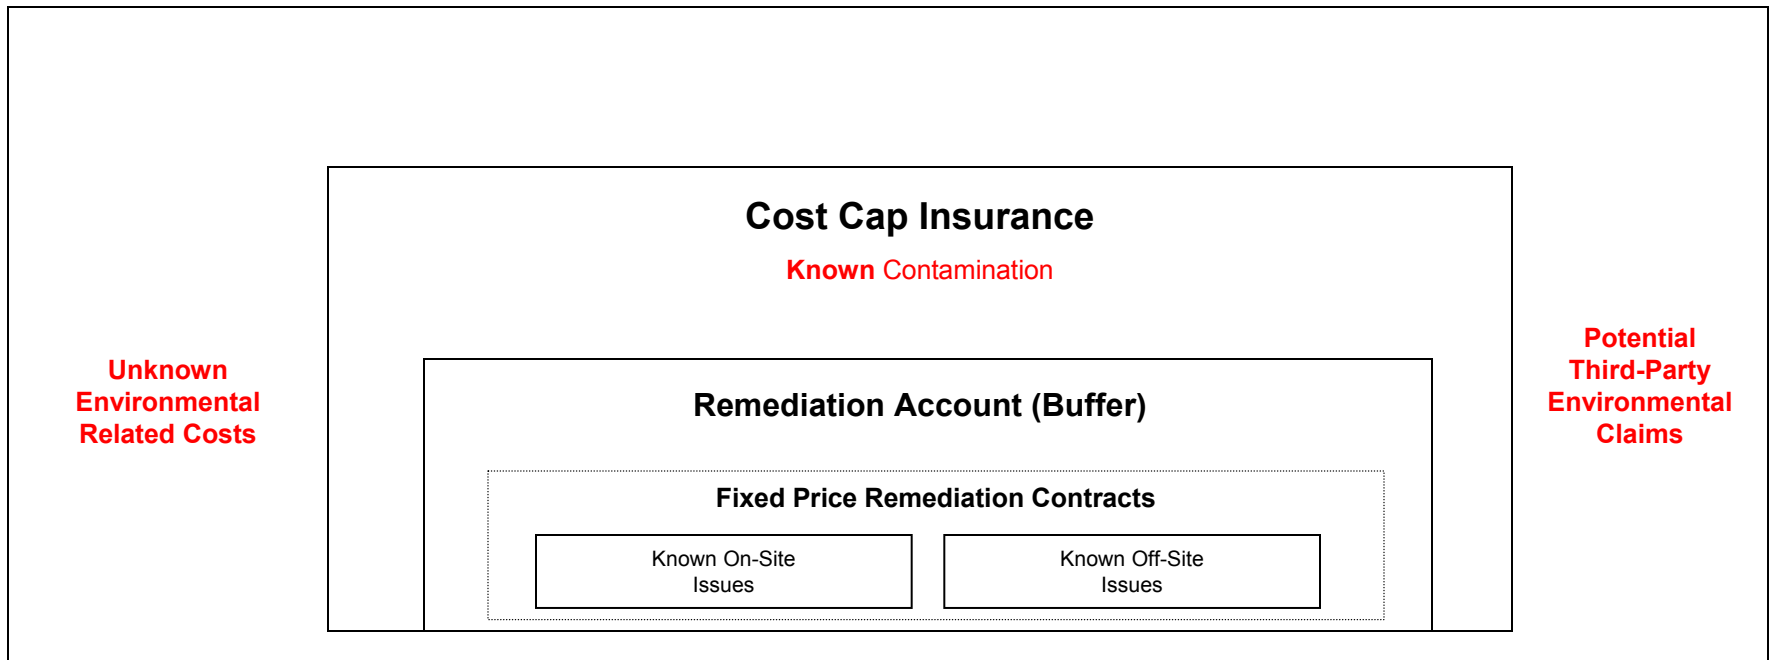 Cost Cap Insurance
Known Contamination
Unknown
Environmental
Related Costs
Potential
Third-Party
Environmental
Claims
Remediation Account (Buffer)
Fixed Price Remediation Contracts
Known On-Site
Issues
Known Off-Site
Issues